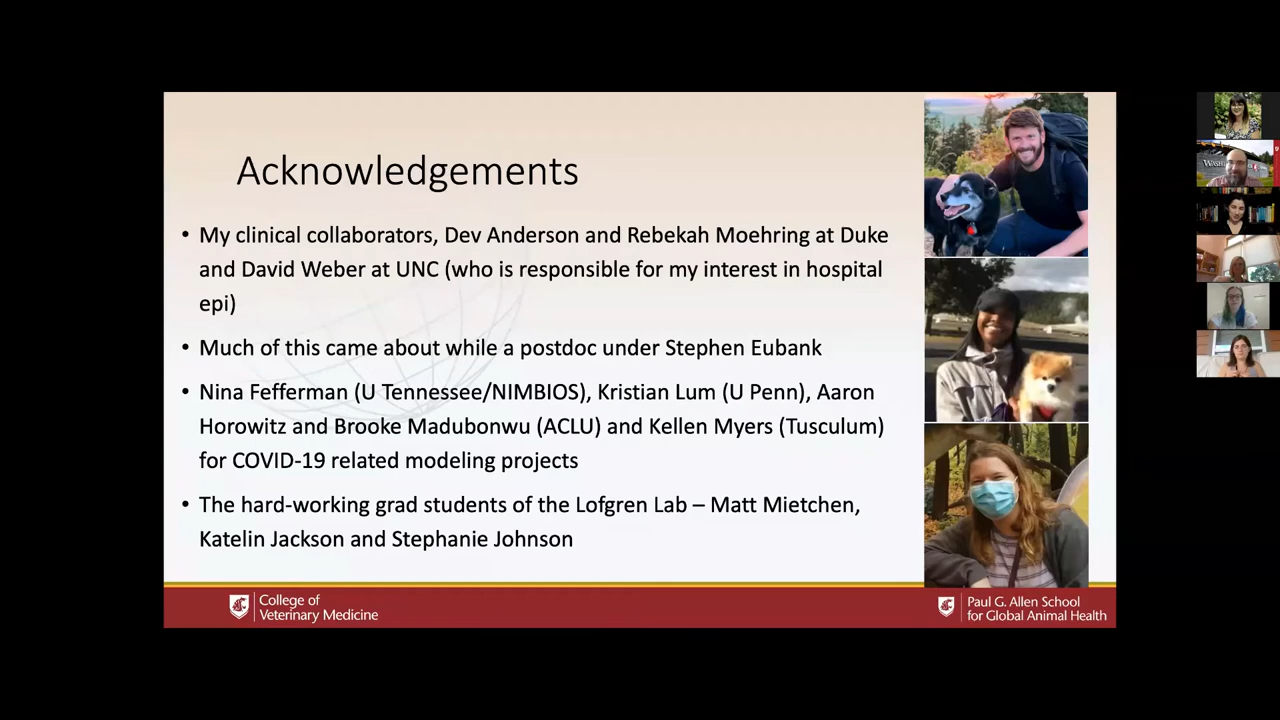 Acknowledgements
• My clinical collaborators, Dev Anderson and Rebekah Moehring at Duke
and David Weber at UNC (who is responsible for my interest in hospital
epi)
• Much of this came about while a postdoc under Stephen Eubank
• Nina Fefferman (U Tennessee/NIMBIOS), Kristian Lum (U Penn), Aaron
Horowitz and Brooke Madubonwu (ACLU) and Kellen Myers (Tusculum)
for COVID-19 related modeling projects
• The hard-working grad students of the Lofgren Lab – Matt Mietchen,
Katelin Jackson and Stephanie Johnson
College of
Veterinary Medicine
Paul G. Allen School
for Global Animal Health